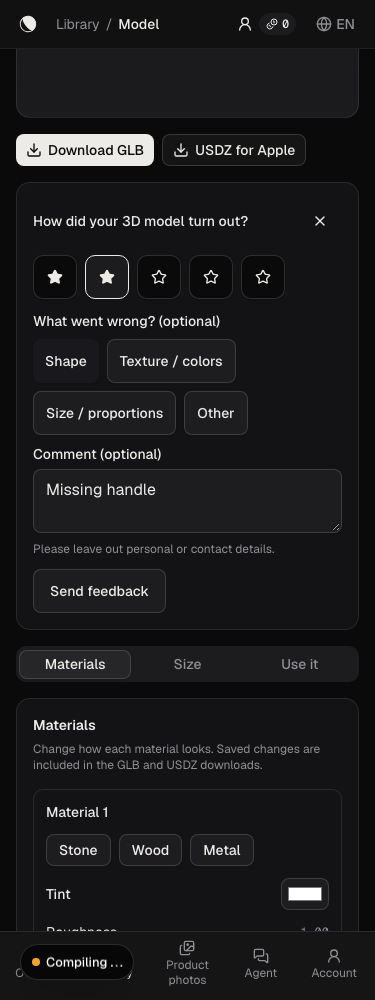 Library / Model
0
EN
Download GLB
USDZ for Apple
How did your 3D model turn out?
What went wrong? (optional)
Shape
Texture / colors
Size / proportions
Other
Comment (optional)
Missing handle
Please leave out personal or contact details.
Send feedback
Materials
Size
Use it
Materials
Change how each material looks. Saved changes are
included in the GLB and USDZ downloads.
Material 1
Stone
Wood
Metal
Tint
Roughness
1.00
Compiling ...
Product
photos
Agent
Account